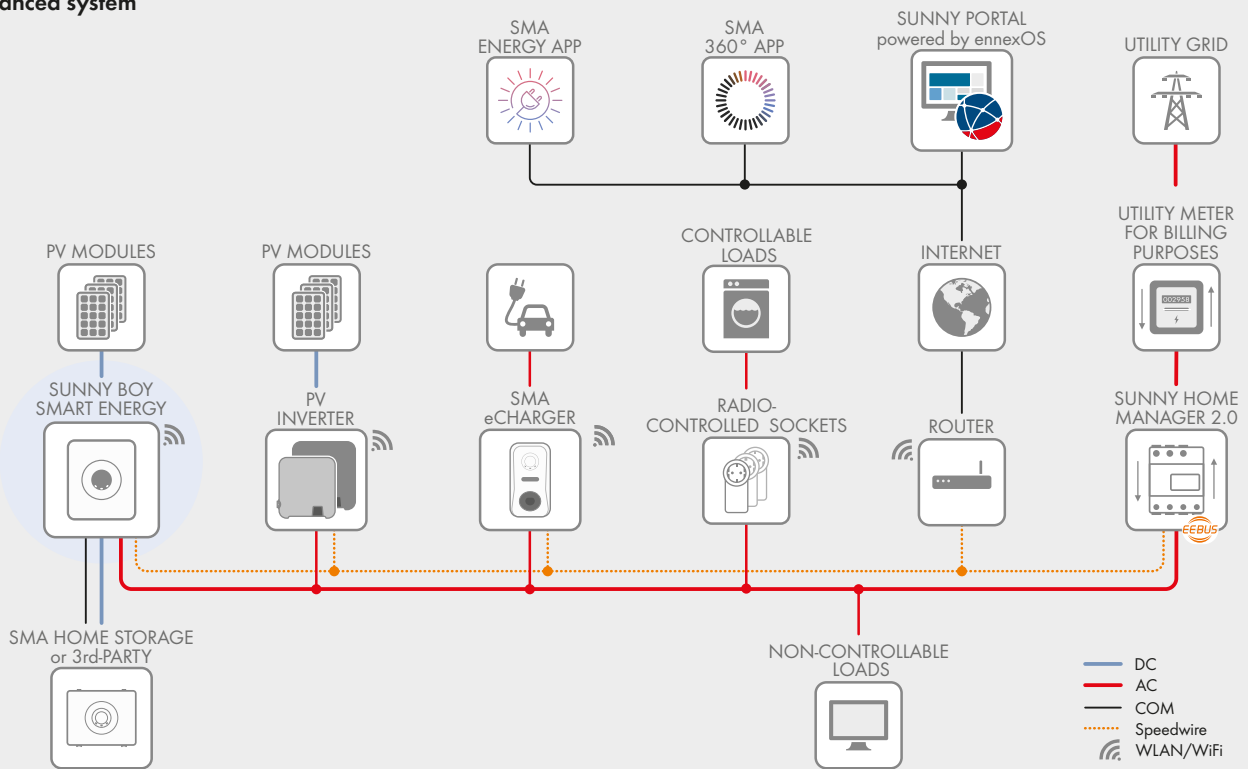 anced system
SMA
ENERGY APP
SMA
360° APP
SUNNY PORTAL
powered by ennexOS
UTILITY GRID
PV MODULES
PV MODULES
CONTROLLABLE
LOADS
INTERNET
UTILITY METER
FOR BILLING
PURPOSES
002958
SUNNY BOY
SMART ENERGY
PV
INVERTER
SMA
eCHARGER
RADIO-
CONTROLLED SOCKETS
ROUTER
SUNNY HOME
MANAGER 2.0
EEBUS
SMA HOME STORAGE
or 3rd-PARTY
NON-CONTROLLABLE
LOADS
DC
AC
COM
Speedwire
WLAN/WiFi